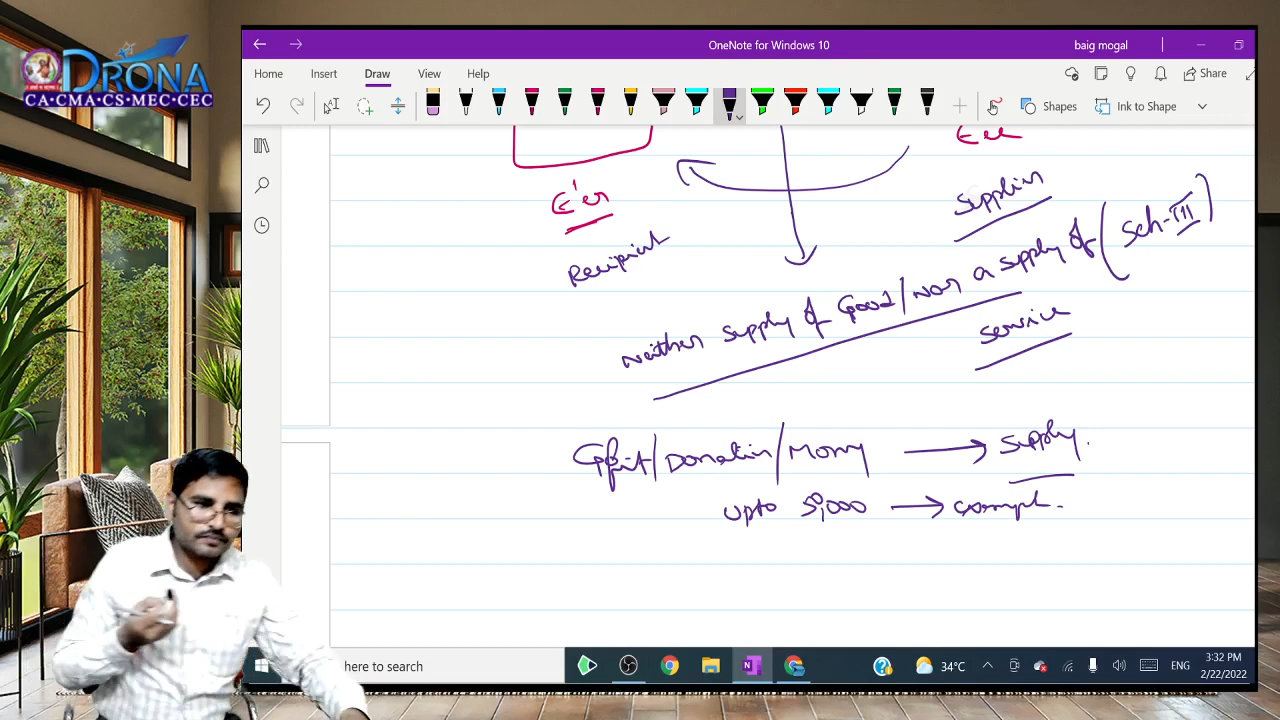 DRONA
CA•CMA•CS•MEC•CEC
OneNote for Windows 10
baig mogal
Home Insert Draw View Help
Share
Shapes
Ink to Shape
E'er
Recipient
Supplier
Neither supply of Good/Nor a supply of (Sch-III)
service
Gift/Donation/Money → supply.
upto 50,000 → exempt.
here to search
34°C
ENG
3:32 PM
2/22/2022